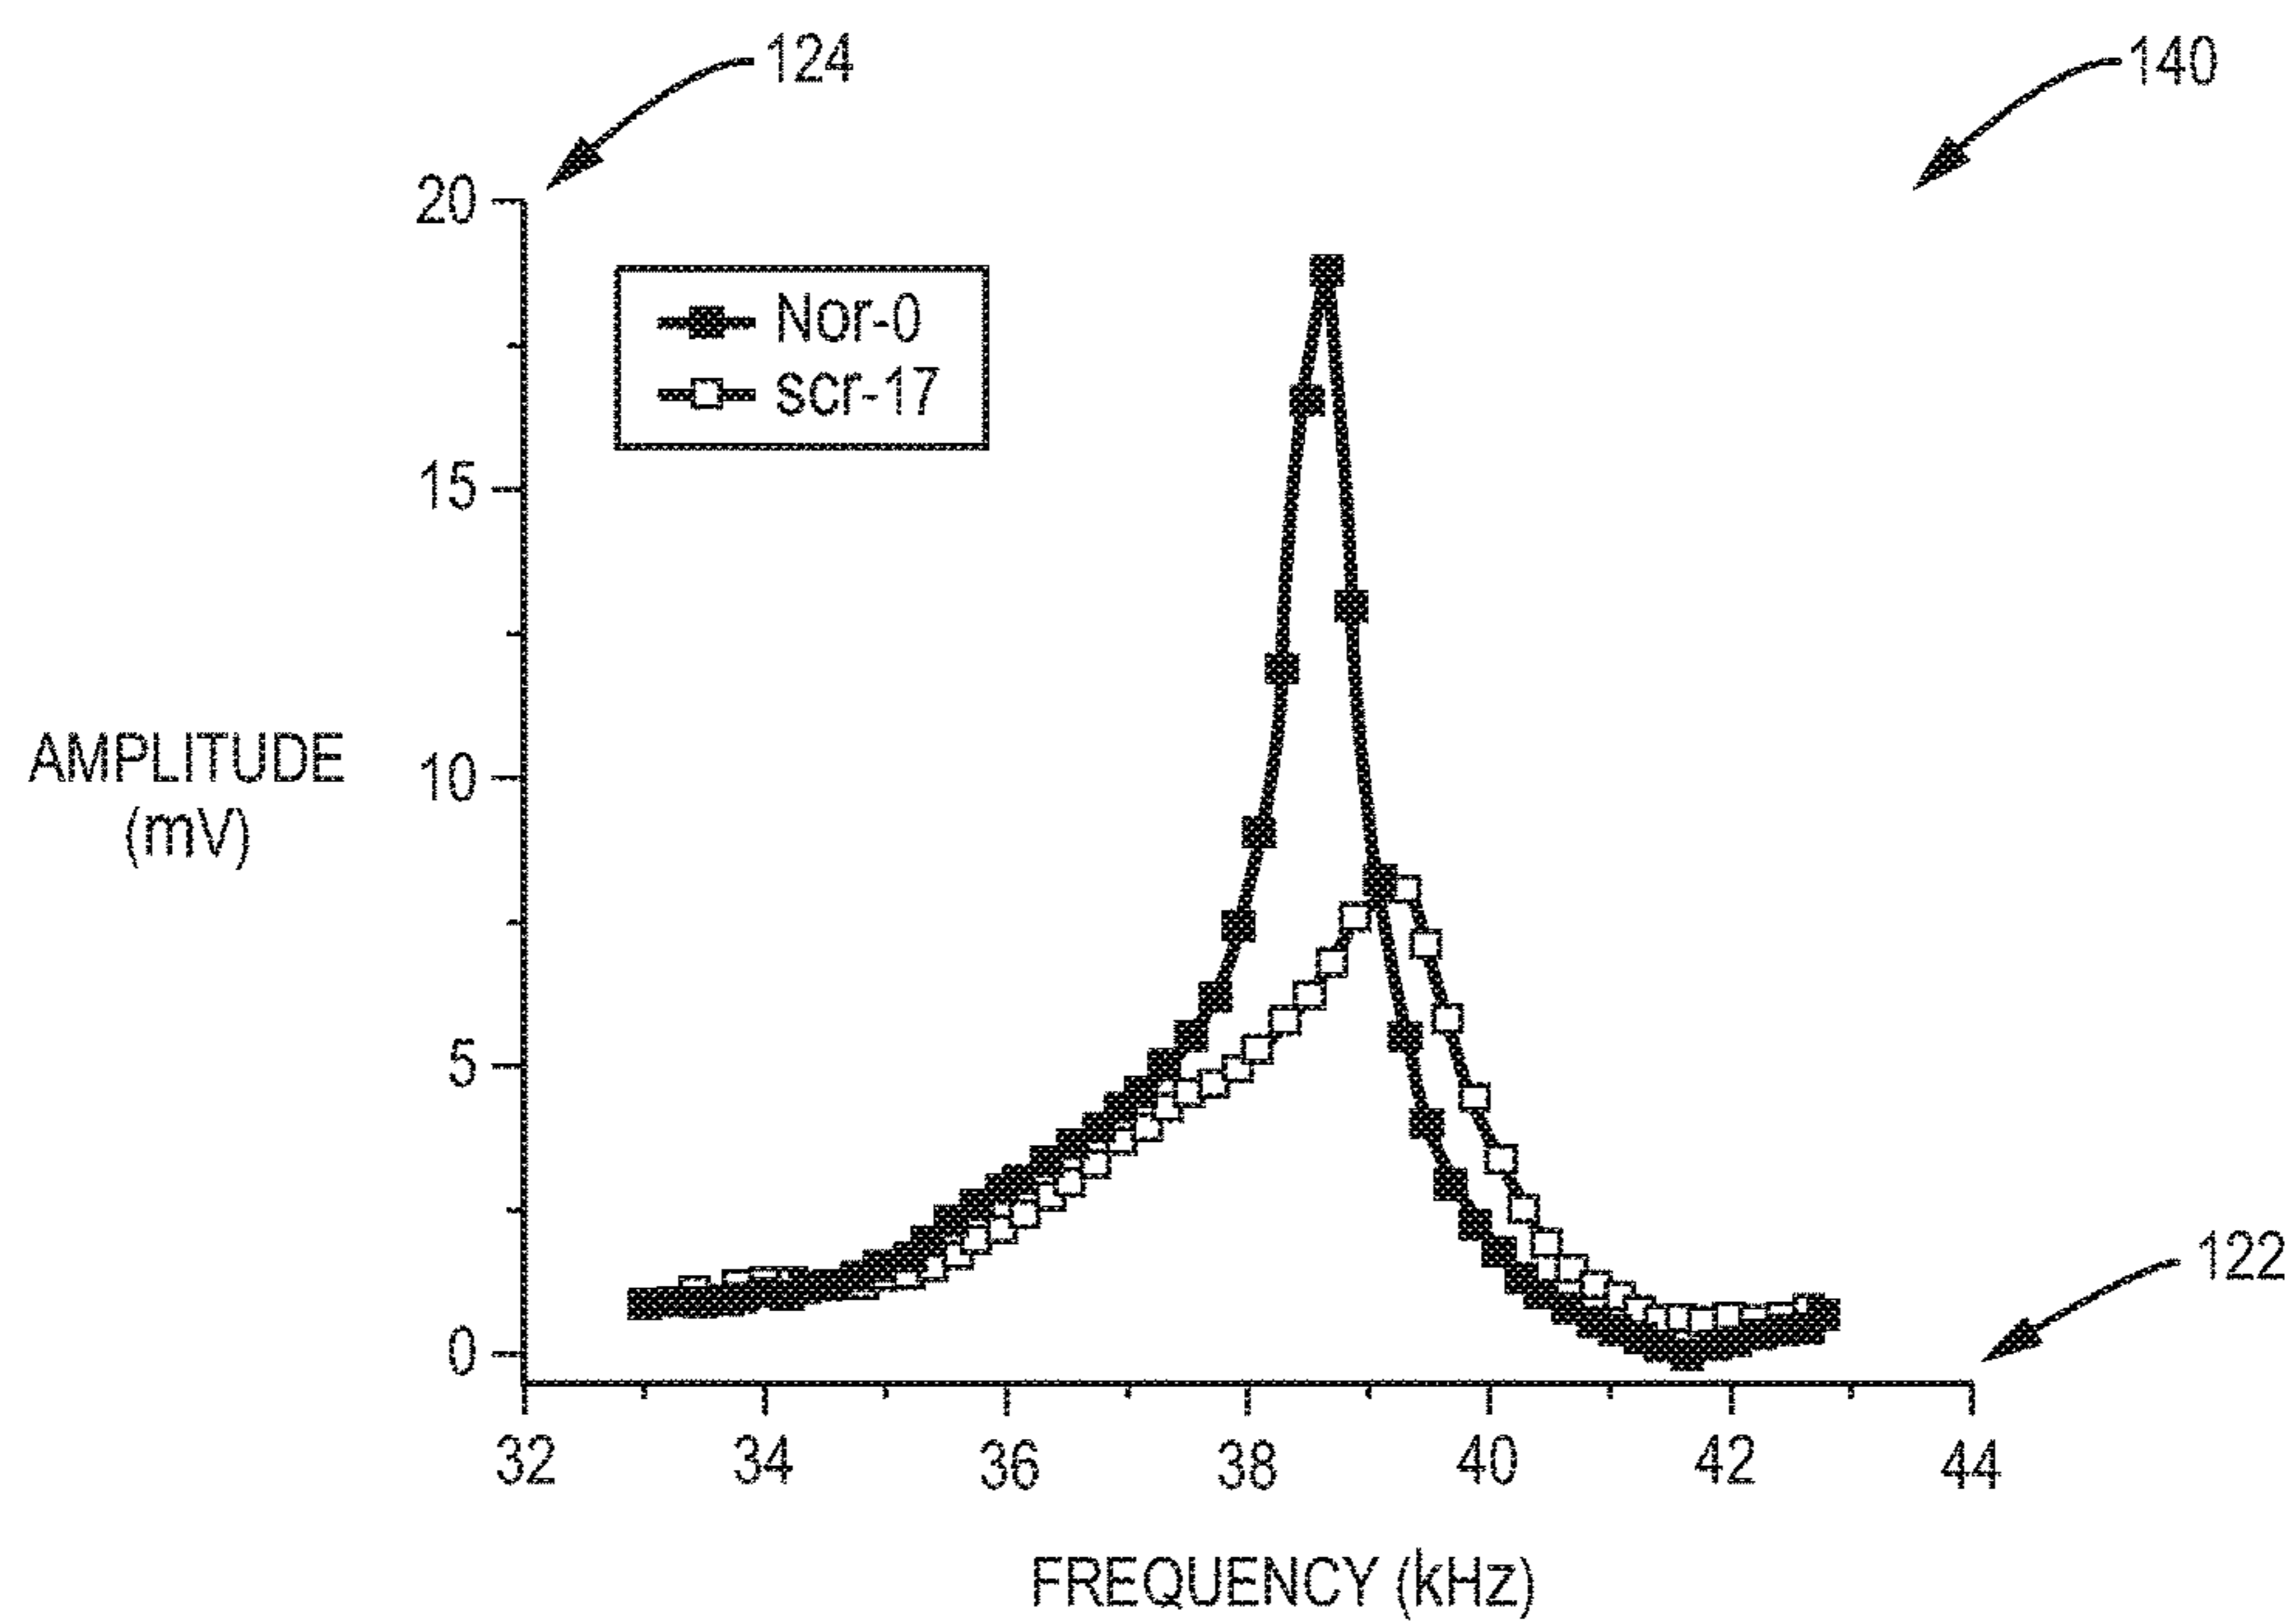 124
140
20
Nor-0
scr-17
15
AMPLITUDE
(mV)
10
5
0
122
32 34 36 38 40 42 44
FREQUENCY (kHz)